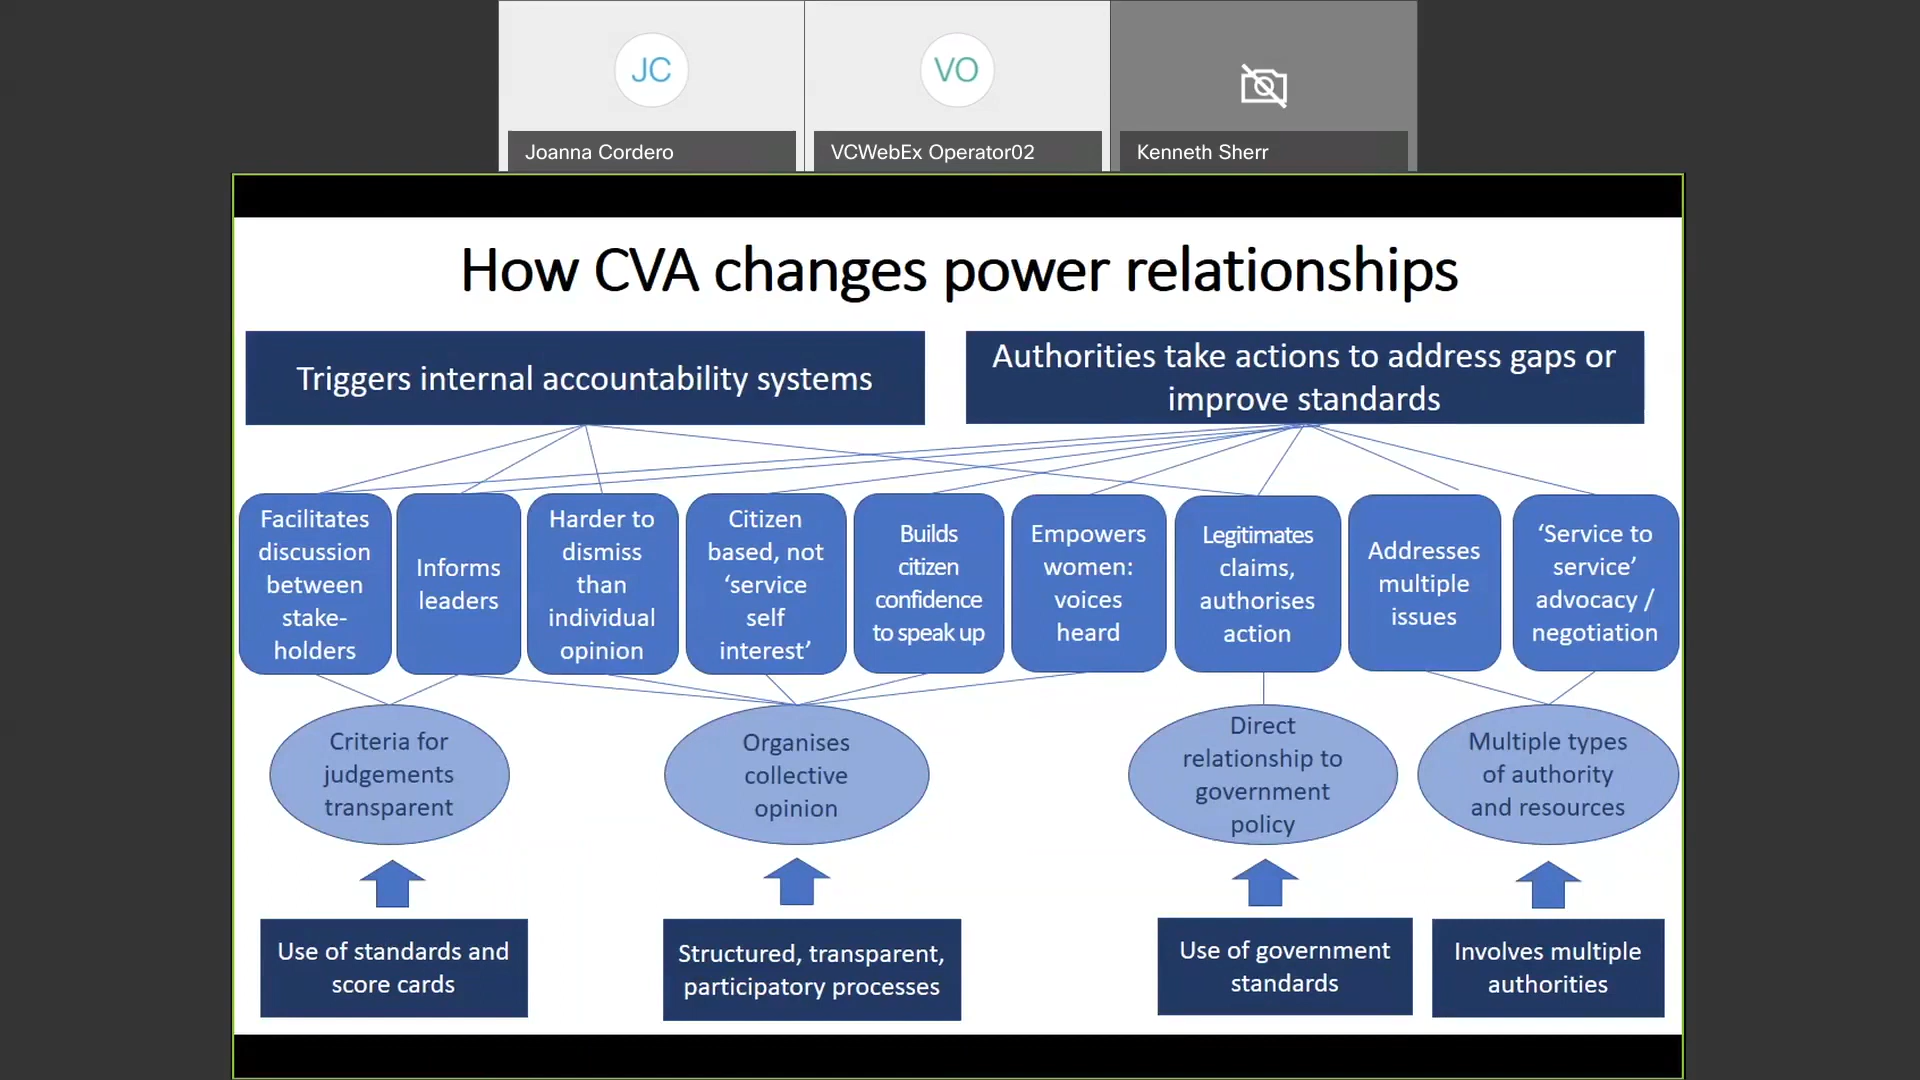 JC
VO
Joanna Cordero
VCWebEx Operator02
Kenneth Sherr
How CVA changes power relationships
Triggers internal accountability systems
Authorities take actions to address gaps or
improve standards
Facilitates
discussion
between
stake-
holders
Informs
leaders
Harder to
dismiss
than
individual
opinion
Citizen
based, not
‘service
self
interest’
Builds
citizen
confidence
to speak up
Empowers
women:
voices
heard
Legitimates
claims,
authorises
action
Addresses
multiple
issues
‘Service to
service’
advocacy /
negotiation
Criteria for
judgements
transparent
Organises
collective
opinion
Direct
relationship to
government
policy
Multiple types
of authority
and resources
Use of standards and
score cards
Structured, transparent,
participatory processes
Use of government
standards
Involves multiple
authorities